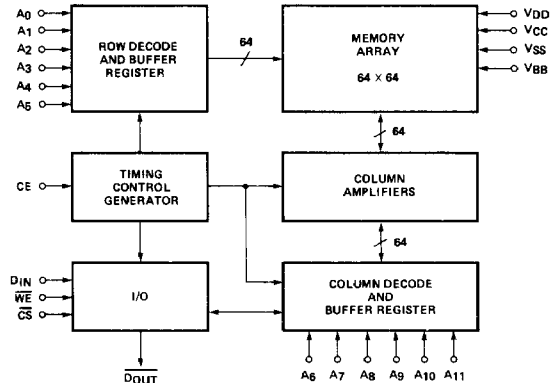 A0
A1
A2
A3
A4
A5
ROW DECODE
AND BUFFER
REGISTER
64
MEMORY
ARRAY
64 × 64
VDD
VCC
VSS
VBB
64
CE
TIMING
CONTROL
GENERATOR
COLUMN
AMPLIFIERS
64
DIN
WE
CS
I/O
COLUMN DECODE
AND
BUFFER REGISTER
DOUT
A6 A7 A8 A9 A10 A11